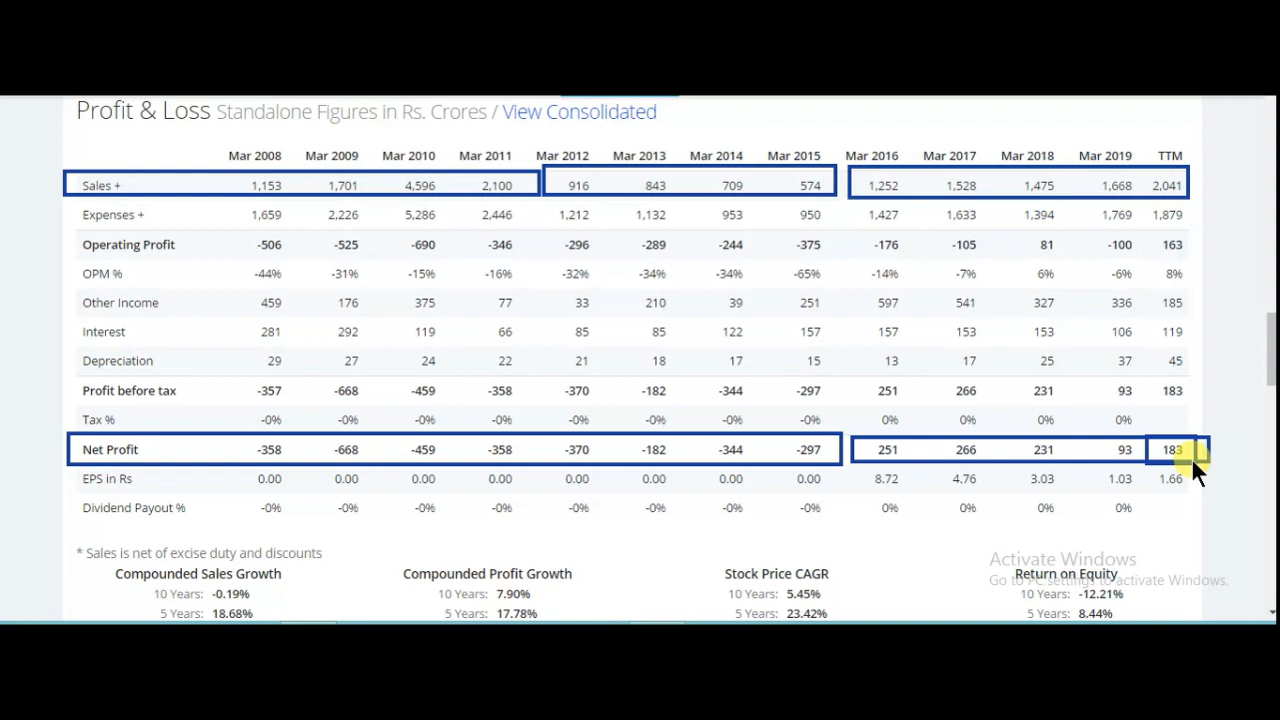 Profit & Loss Standalone Figures in Rs. Crores / View Consolidated
Mar 2008 Mar 2009 Mar 2010 Mar 2011 Mar 2012 Mar 2013 Mar 2014 Mar 2015 Mar 2016 Mar 2017 Mar 2018 Mar 2019 TTM
Sales + 1,153 1,701 4,596 2,100 916 843 709 574 1,252 1,528 1,475 1,668 2,041
Expenses + 1,659 2,226 5,286 2,446 1,212 1,132 953 950 1,427 1,633 1,394 1,769 1,879
Operating Profit -506 -525 -690 -346 -296 -289 -244 -375 -176 -105 81 -100 163
OPM % -44% -31% -15% -16% -32% -34% -34% -65% -14% -7% 6% -6% 8%
Other Income 459 176 375 77 33 210 39 251 597 541 327 336 185
Interest 281 292 119 66 85 85 122 157 157 153 153 106 119
Depreciation 29 27 24 22 21 18 17 15 13 17 25 37 45
Profit before tax -357 -668 -459 -358 -370 -182 -344 -297 251 266 231 93 183
Tax % -0% -0% -0% -0% -0% -0% -0% -0% 0% 0% 0% 0%
Net Profit -358 -668 -459 -358 -370 -182 -344 -297 251 266 231 93 183
EPS in Rs 0.00 0.00 0.00 0.00 0.00 0.00 0.00 0.00 8.72 4.76 3.03 1.03 1.66
Dividend Payout % -0% -0% -0% -0% -0% -0% -0% -0% 0% 0% 0% 0%
* Sales is net of excise duty and discounts
Activate Windows
Compounded Sales Growth Compounded Profit Growth Stock Price CAGR Return on Equity
Go to PC settings to activate Windows.
10 Years: -0.19% 10 Years: 7.90% 10 Years: 5.45% 10 Years: -12.21%
5 Years: 18.68% 5 Years: 17.78% 5 Years: 23.42% 5 Years: 8.44%